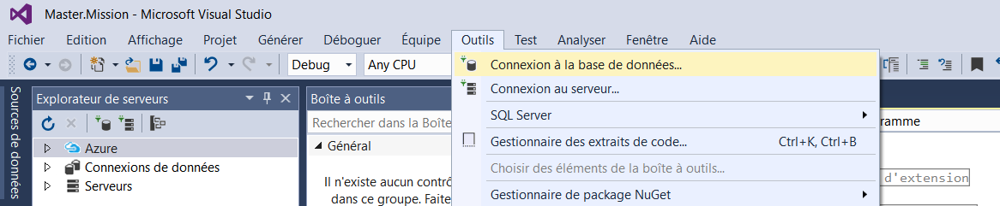 Master.Mission - Microsoft Visual Studio
Fichier Edition Affichage Projet Générer Déboguer Équipe Outils Test Analyser Fenêtre Aide
Debug Any CPU
Sources de données
Explorateur de serveurs
Azure
Connexions de données
Serveurs
Boîte à outils
Rechercher dans la Boîte
Général
Il n'existe aucun contrô
dans ce groupe. Faite
Connexion à la base de données...
Connexion au serveur...
SQL Server
Gestionnaire des extraits de code... Ctrl+K, Ctrl+B
Choisir des éléments de la boîte à outils...
Gestionnaire de package NuGet
ramme
d'extension